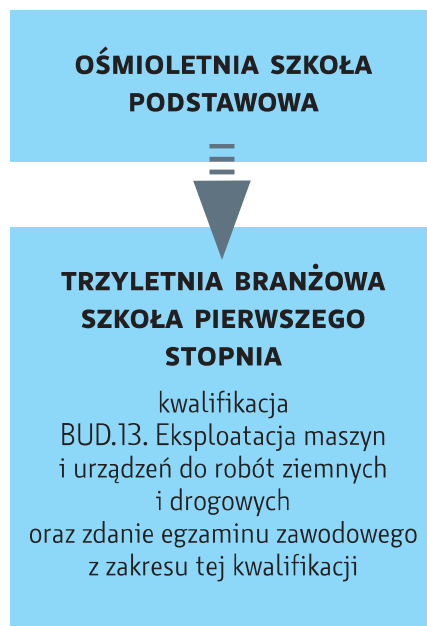 OŚMIOLETNIA SZKOŁA
PODSTAWOWA
TRZYLETNIA BRANŻOWA
SZKOŁA PIERWSZEGO
STOPNIA
kwalifikacja
BUD.13. Eksploatacja maszyn
i urządzeń do robót ziemnych
i drogowych
oraz zdanie egzaminu zawodowego
z zakresu tej kwalifikacji